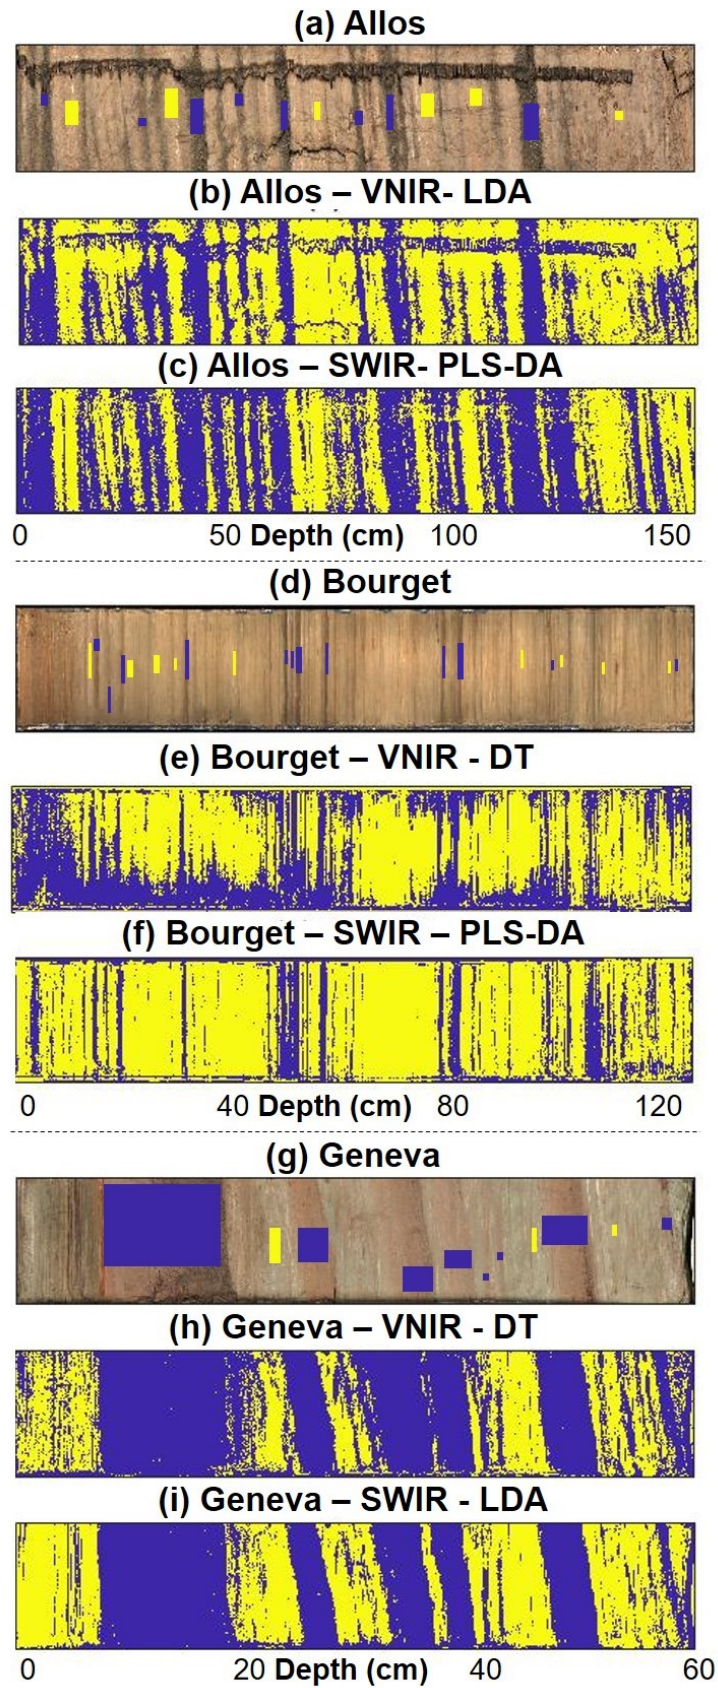 (a) Allos
(b) Allos – VNIR- LDA
(c) Allos – SWIR- PLS-DA
0 50 Depth (cm) 100 150
(d) Bourget
(e) Bourget – VNIR - DT
(f) Bourget – SWIR – PLS-DA
0 40 Depth (cm) 80 120
(g) Geneva
(h) Geneva – VNIR - DT
(i) Geneva – SWIR - LDA
0 20 Depth (cm) 40 60